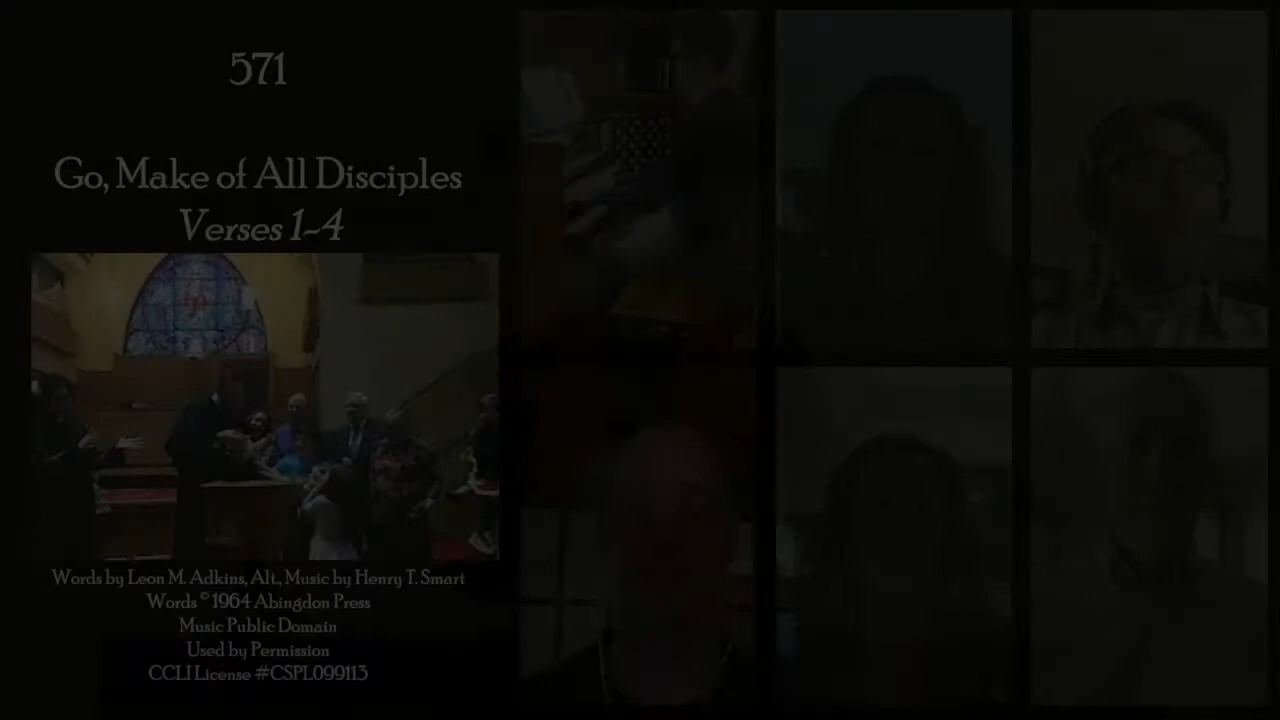 571
Go, Make of All Disciples
Verses 1-4
Words by Leon M. Adkins, Alt., Music by Henry T. Smart
Words © 1964 Abingdon Press
Music Public Domain
Used by Permission
CCLI License #CSPL099113